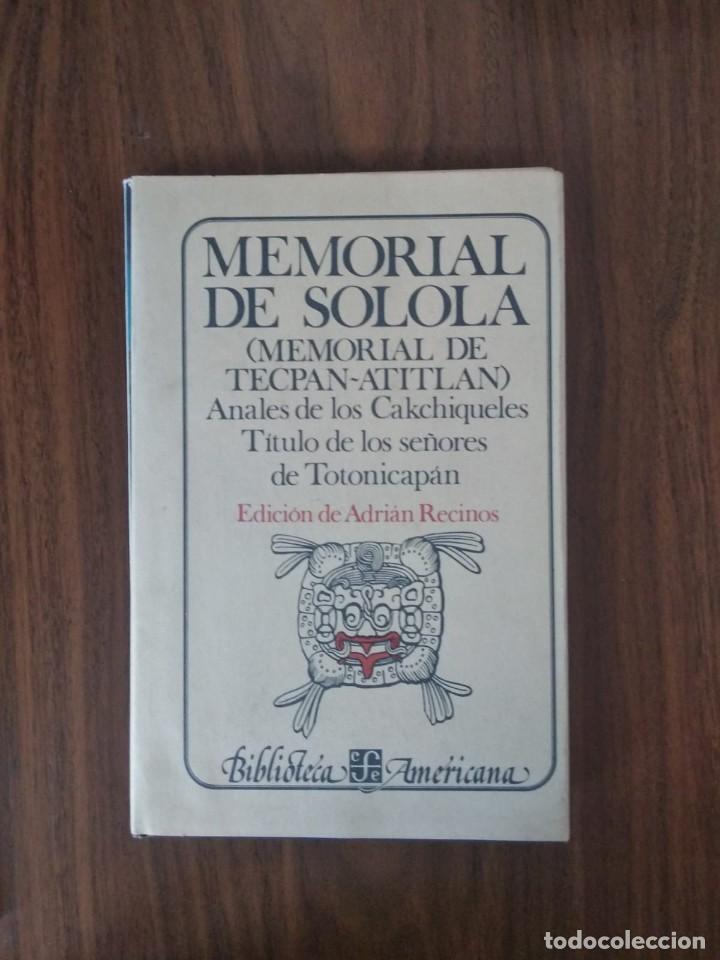 MEMORIAL
DE SOLOLA
(MEMORIAL DE
TECPAN-ATITLAN)
Anales de los Cakchiqueles
Título de los señores
de Totonicapán
Edición de Adrián Recinos
Biblioteca cfe Americana
todocoleccion